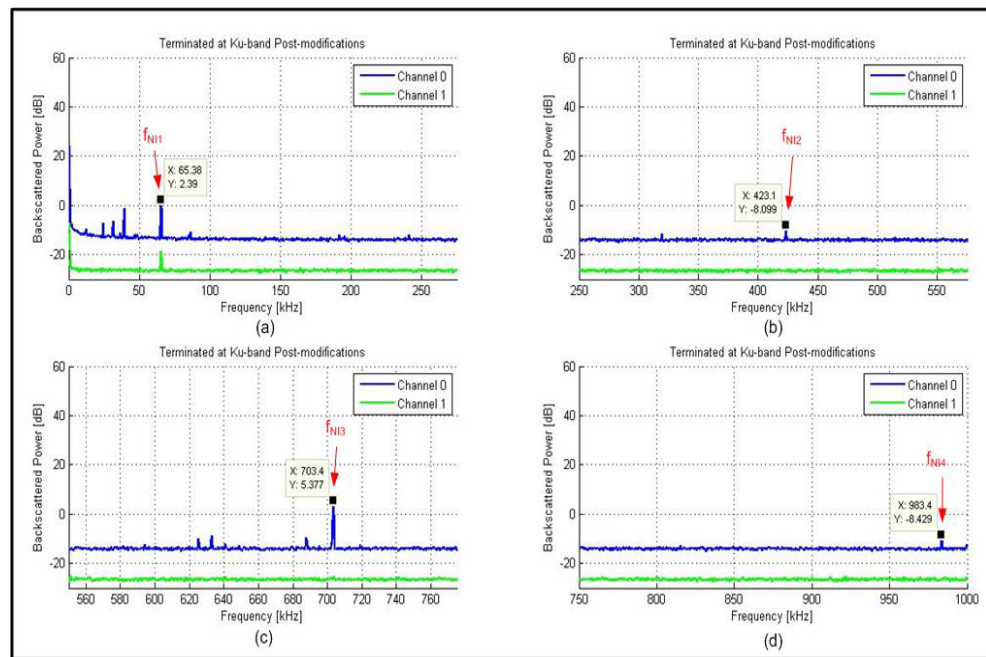 Terminated at Ku-band Post-modifications
Backscattered Power [dB]
60
40
20
0
-20
Channel 0
Channel 1
fNI1
X: 65.38
Y: 2.39
0 50 100 150 200 250
Frequency [kHz]
(a)
Terminated at Ku-band Post-modifications
Backscattered Power [dB]
60
40
20
0
-20
Channel 0
Channel 1
fNI2
X: 423.1
Y: -8.099
250 300 350 400 450 500 550
Frequency [kHz]
(b)
Terminated at Ku-band Post-modifications
Backscattered Power [dB]
60
40
20
0
-20
Channel 0
Channel 1
fNI3
X: 703.4
Y: 5.377
560 580 600 620 640 660 680 700 720 740 760
Frequency [kHz]
(c)
Terminated at Ku-band Post-modifications
Backscattered Power [dB]
60
40
20
0
-20
Channel 0
Channel 1
fNI4
X: 983.4
Y: -8.429
750 800 850 900 950 1000
Frequency [kHz]
(d)